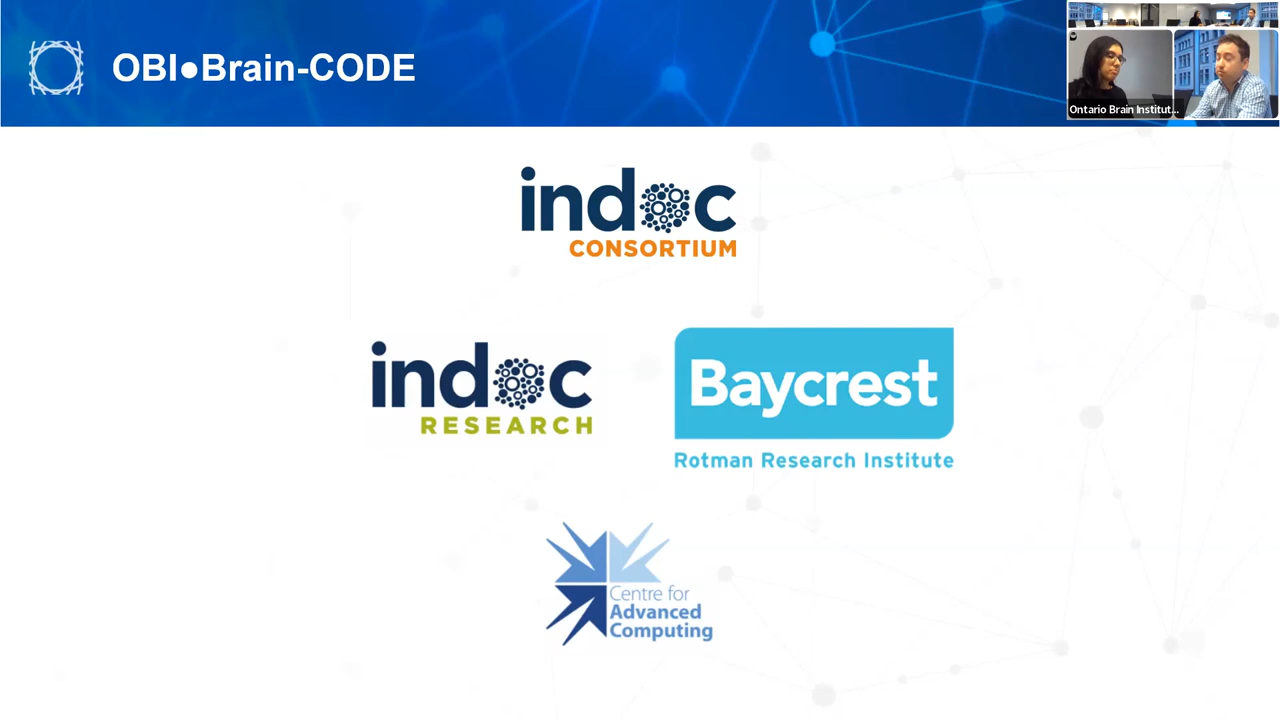 OBI●Brain-CODE
Ontario Brain Institut...
indoc
CONSORTIUM
indoc
RESEARCH
Baycrest
Rotman Research Institute
Centre for
Advanced
Computing